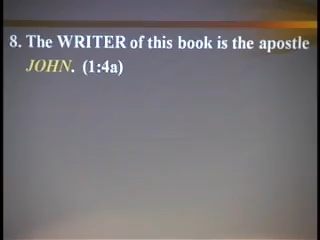 8. The WRITER of this book is the apostle
JOHN. (1:4a)